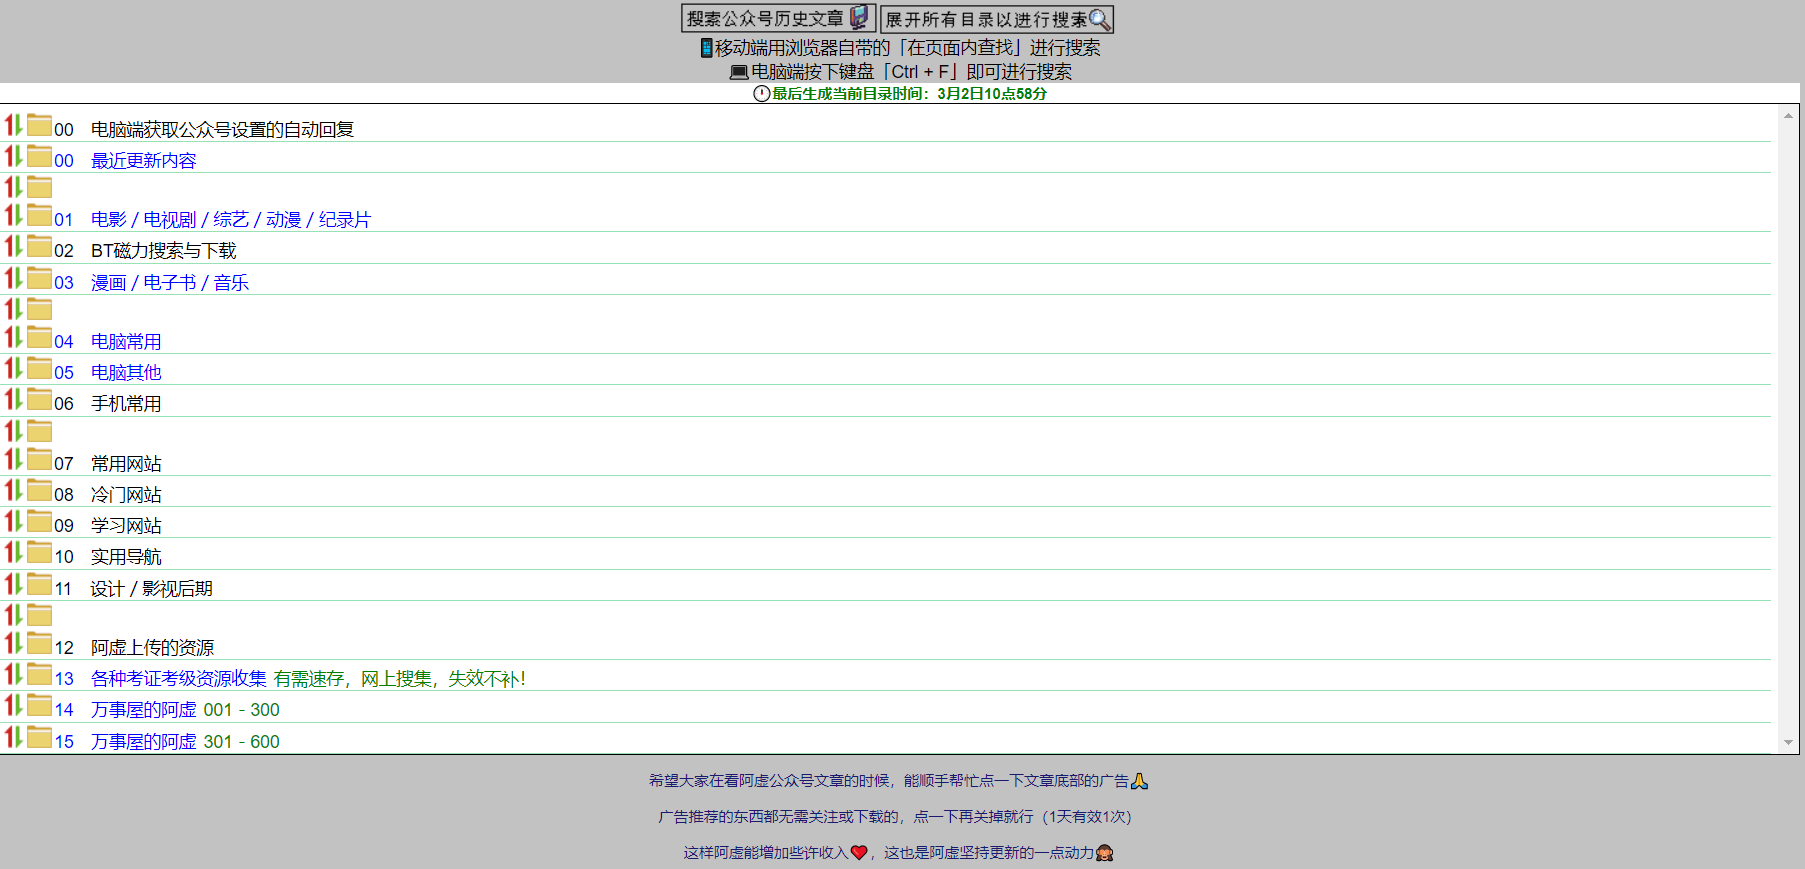 搜索公众号历史文章 展开所有目录以进行搜索
移动端用浏览器自带的「在页面内查找」进行搜索
电脑端按下键盘「Ctrl + F」即可进行搜索
最后生成当前目录时间：3月2日10点58分
00 电脑端获取公众号设置的自动回复
00 最近更新内容
01 电影 / 电视剧 / 综艺 / 动漫 / 纪录片
02 BT磁力搜索与下载
03 漫画 / 电子书 / 音乐
04 电脑常用
05 电脑其他
06 手机常用
07 常用网站
08 冷门网站
09 学习网站
10 实用导航
11 设计 / 影视后期
12 阿虚上传的资源
13 各种考证考级资源收集 有需速存，网上搜集，失效不补！
14 万事屋的阿虚 001 - 300
15 万事屋的阿虚 301 - 600
希望大家在看阿虚公众号文章的时候，能顺手帮忙点一下文章底部的广告🙏
广告推荐的东西都无需关注或下载的，点一下再关掉就行（1天有效1次）
这样阿虚能增加些许收入❤️，这也是阿虚坚持更新的一点动力🙊